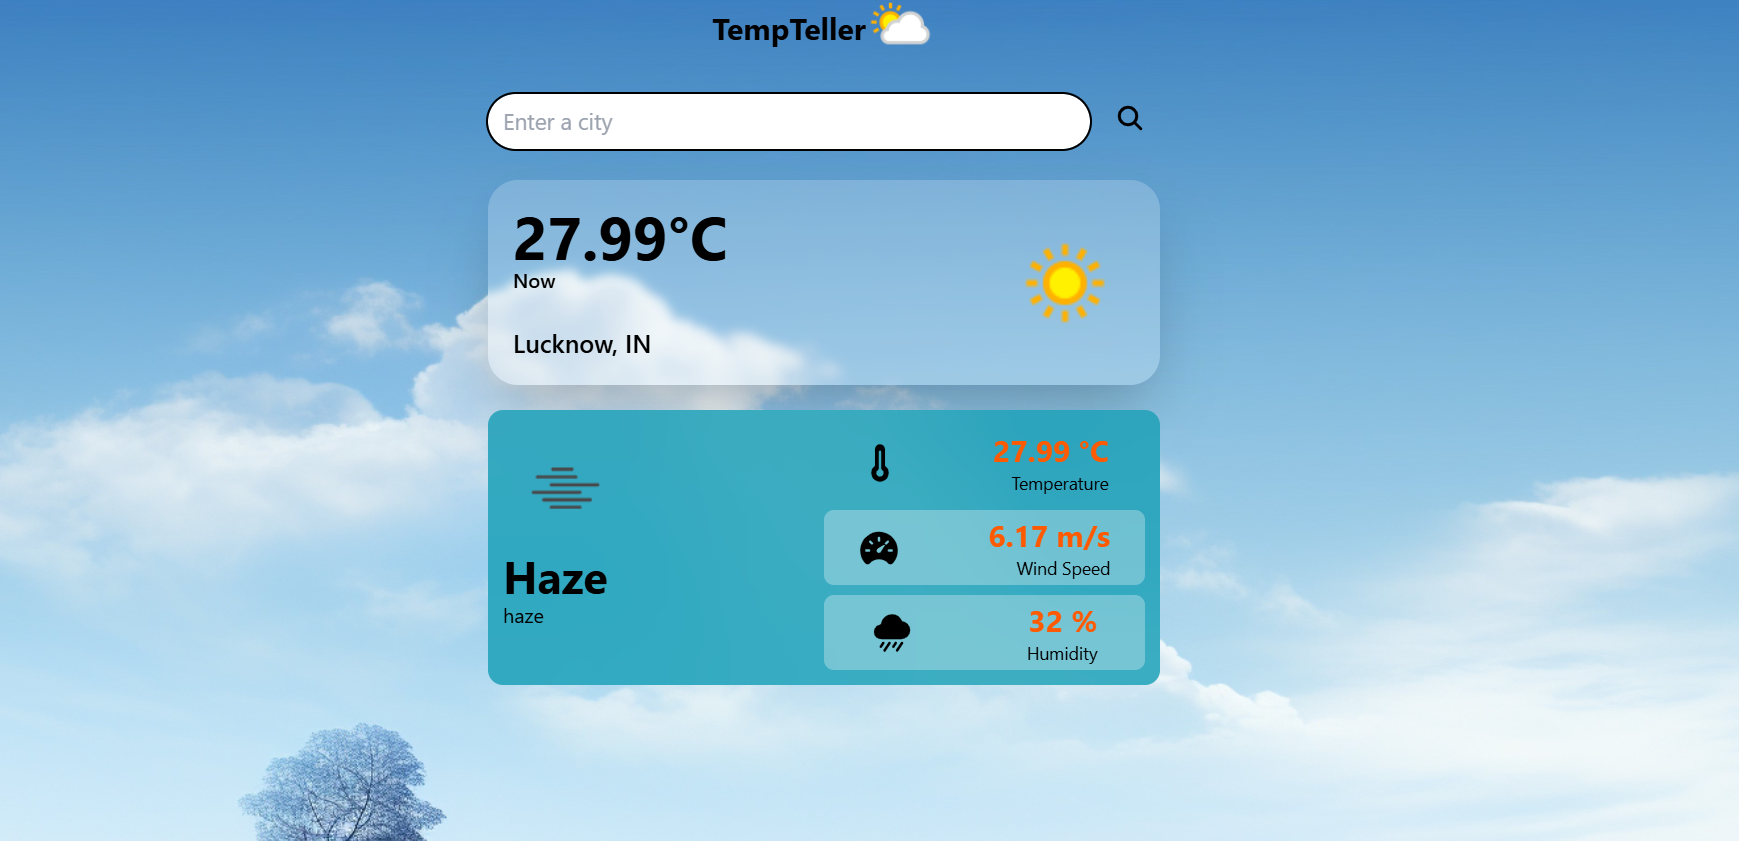 TempTeller
Enter a city
27.99°C
Now
Lucknow, IN
Haze
haze
27.99 °C
Temperature
6.17 m/s
Wind Speed
32 %
Humidity